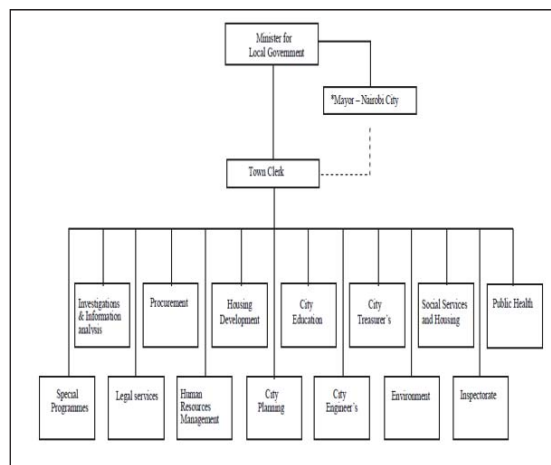 Minister for
Local Government
*Mayor – Nairobi City
Town Clerk
Investigations
& Information
analysis
Procurement
Housing
Development
City
Education
City
Treasurer´s
Social Services
and Housing
Public Health
Special
Programmes
Legal services
Human
Resources
Management
City
Planning
City
Engineer´s
Environment
Inspectorate